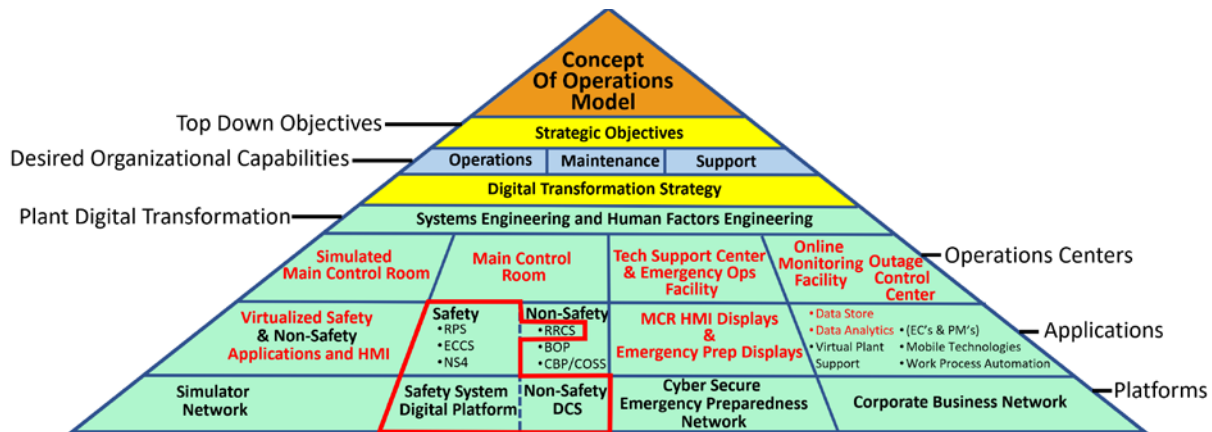 Concept
Of Operations
Model
Top Down Objectives
Strategic Objectives
Desired Organizational Capabilities
Operations
Maintenance
Support
Digital Transformation Strategy
Plant Digital Transformation
Systems Engineering and Human Factors Engineering
Simulated
Main Control Room
Main Control
Room
Tech Support Center
& Emergency Ops
Facility
Online
Monitoring
Facility
Outage
Control
Center
Operations Centers
Virtualized Safety
& Non-Safety
Applications and HMI
Safety
•RPS
•ECCS
•NS4
Non-Safety
•RRCS
•BOP
•CBP/COSS
MCR HMI Displays
&
Emergency Prep Displays
•Data Store
•Data Analytics
•Virtual Plant
Support
•(EC's & PM's)
•Mobile Technologies
•Work Process Automation
Applications
Simulator
Network
Safety System
Digital Platform
Non-Safety
DCS
Cyber Secure
Emergency Preparedness
Network
Corporate Business Network
Platforms